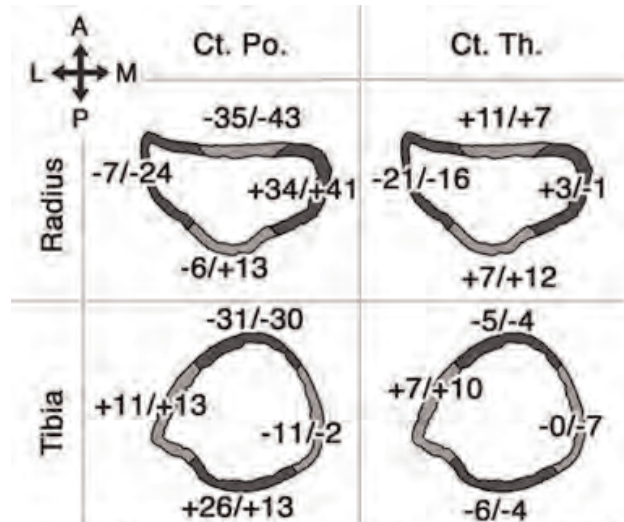 A
L M
P
Ct. Po.
Ct. Th.
Radius
-35/-43
-7/-24
+34/+41
-6/+13
+11/+7
-21/-16
+3/-1
+7/+12
Tibia
-31/-30
+11/+13
-11/-2
+26/+13
-5/-4
+7/+10
-0/-7
-6/-4